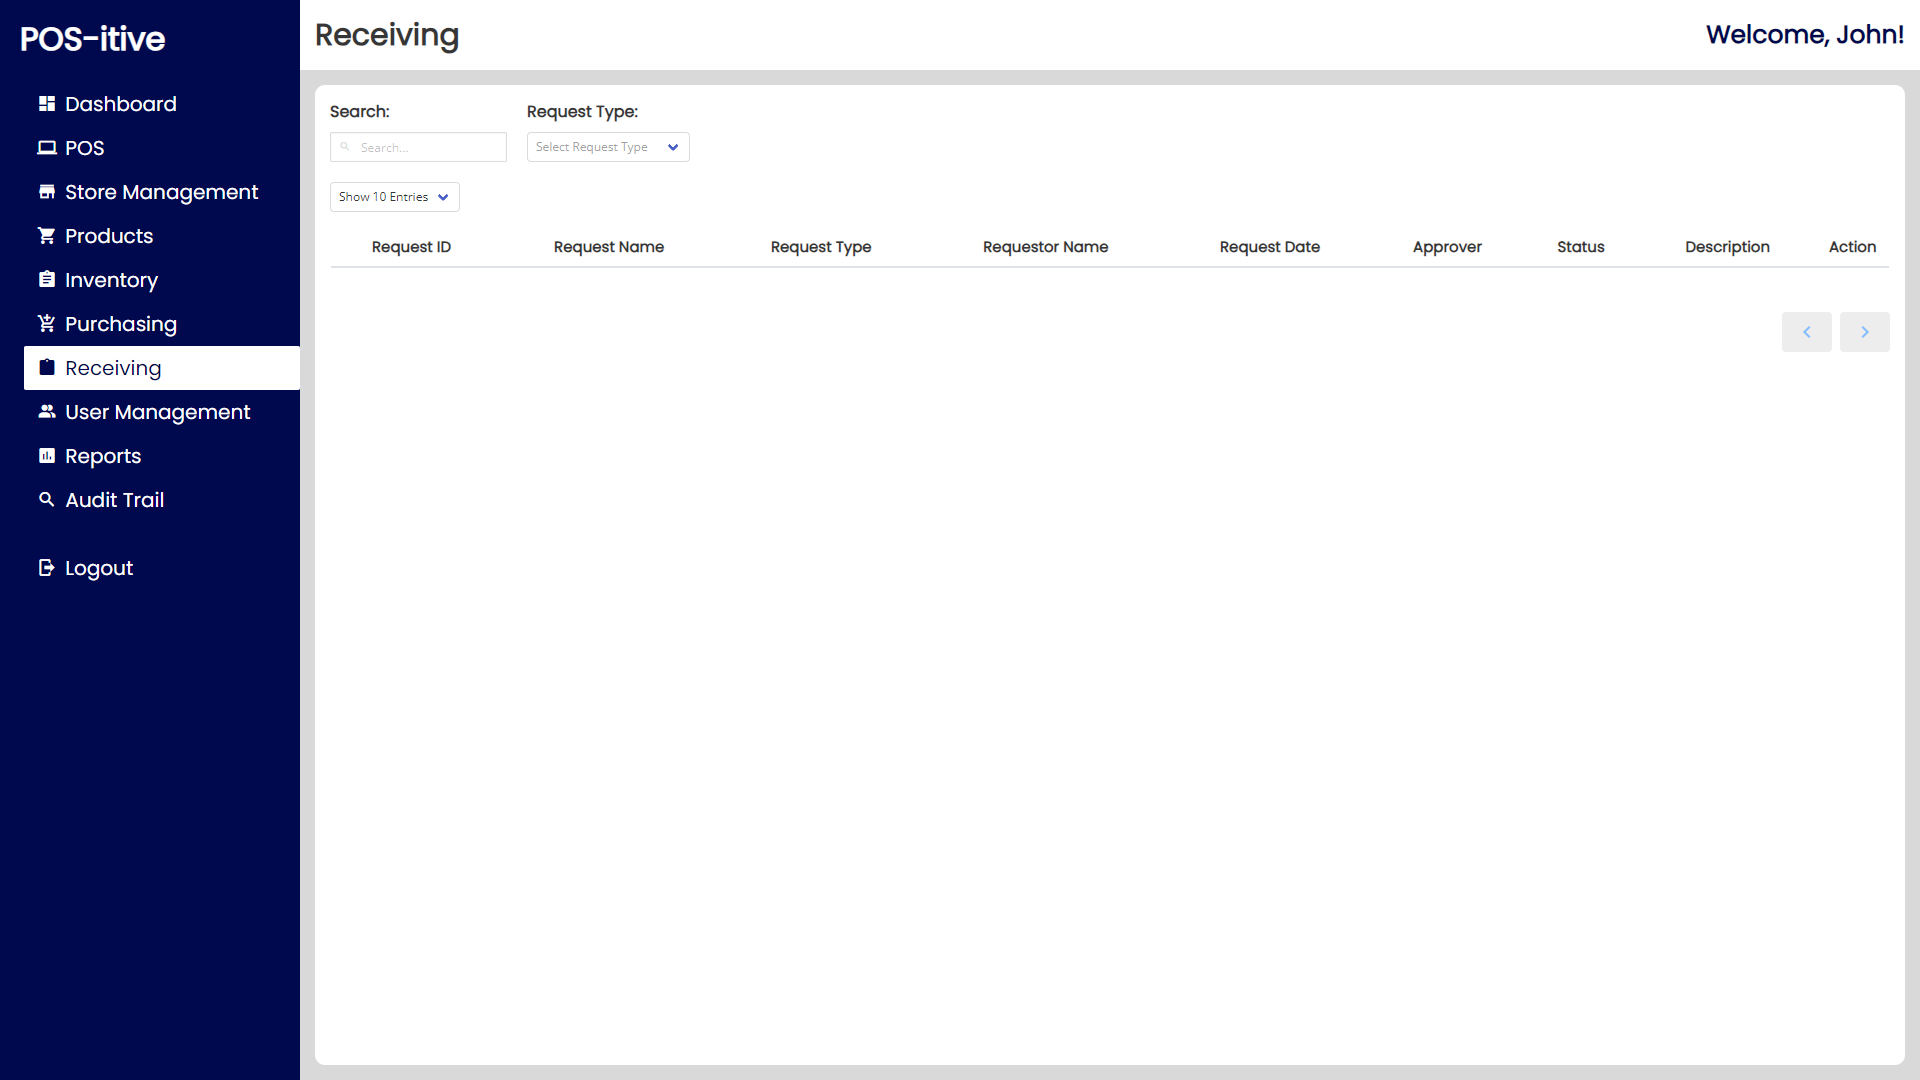 POS-itive
Dashboard
POS
Store Management
Products
Inventory
Purchasing
Receiving
User Management
Reports
Audit Trail
Logout
Receiving
Welcome, John!
Search:
Request Type:
Search...
Select Request Type
Show 10 Entries
Request ID Request Name Request Type Requestor Name Request Date Approver Status Description Action